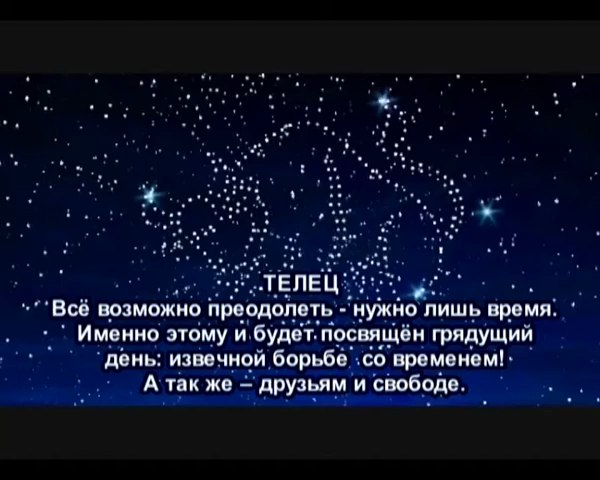 ТЕЛЕЦ
Всё возможно преодолеть - нужно лишь время.
Именно этому и будет посвящён грядущий
день: извечной борьбе со временем!
А так же – друзьям и свободе.